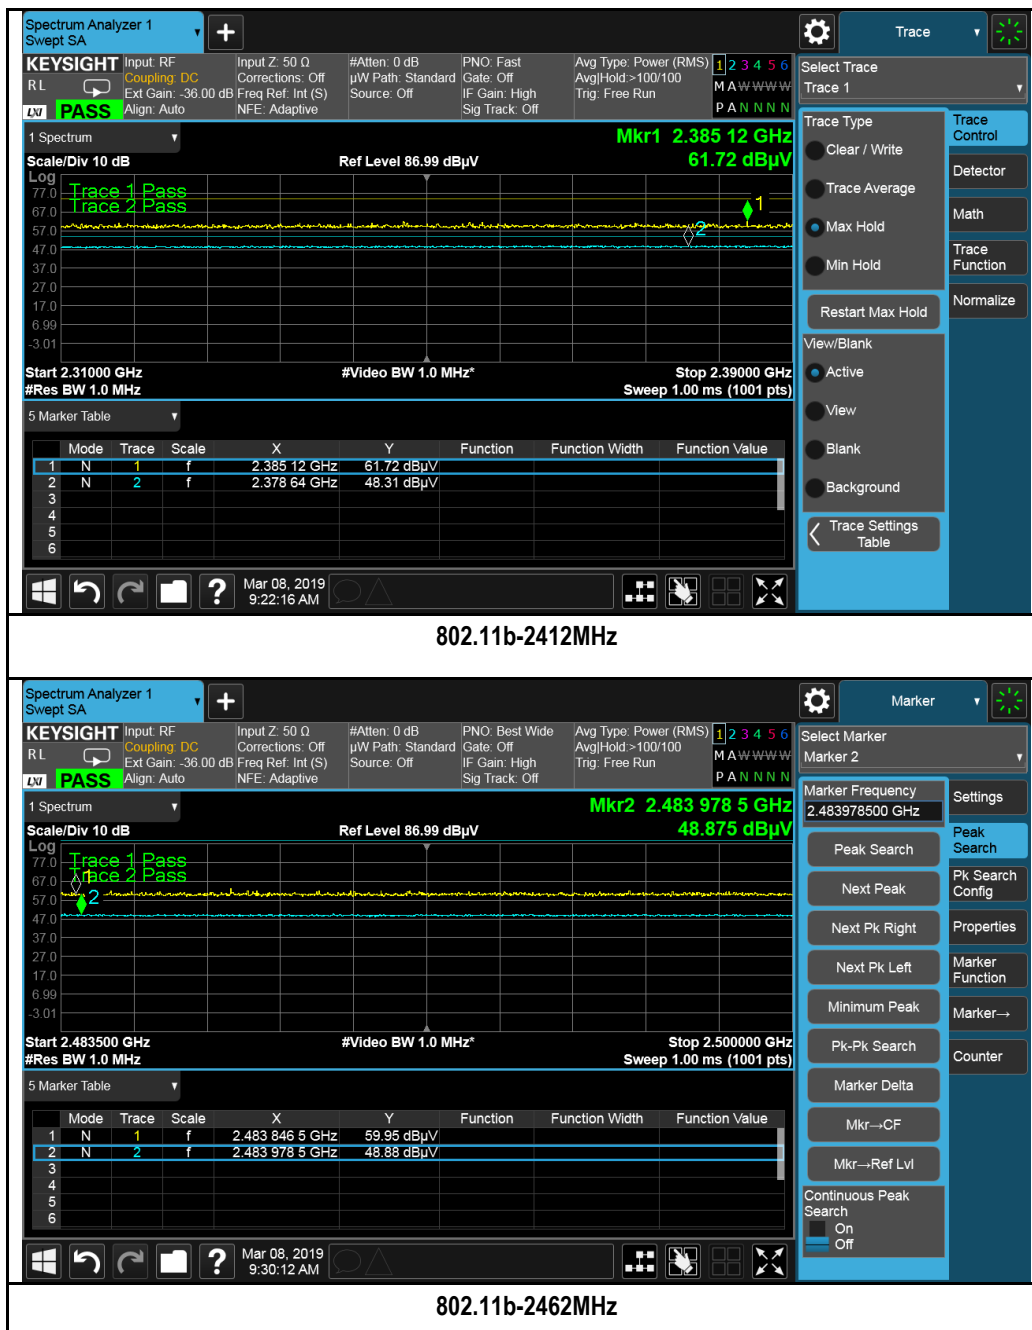 Spectrum Analyzer 1
Swept SA
Trace
KEYSIGHT
RL
LXI
PASS
Input: RF
Coupling: DC
Ext Gain: -36.00 dB
Align: Auto
Input Z: 50 Ω
Corrections: Off
Freq Ref: Int (S)
NFE: Adaptive
#Atten: 0 dB
µW Path: Standard
Source: Off
PNO: Fast
Gate: Off
IF Gain: High
Sig Track: Off
Avg Type: Power (RMS)
Avg|Hold:>100/100
Trig: Free Run
1 2 3 4 5 6
M A W W W W
P A N N N N
Select Trace
Trace 1
1 Spectrum
Mkr1 2.385 12 GHz
Scale/Div 10 dB
Ref Level 86.99 dBµV
61.72 dBµV
Log
77.0
67.0
57.0
47.0
37.0
27.0
17.0
6.99
-3.01
Trace 1 Pass
Trace 2 Pass
1
2
Start 2.31000 GHz
#Video BW 1.0 MHz*
Stop 2.39000 GHz
#Res BW 1.0 MHz
Sweep 1.00 ms (1001 pts)
5 Marker Table
Mode Trace Scale X Y Function Function Width Function Value
1 N 1 f 2.385 12 GHz 61.72 dBµV
2 N 2 f 2.378 64 GHz 48.31 dBµV
3
4
5
6
Trace Type
Clear / Write
Trace Average
Max Hold
Min Hold
Restart Max Hold
View/Blank
Active
View
Blank
Background
Trace Settings
Table
Trace
Control
Detector
Math
Trace
Function
Normalize
?
Mar 08, 2019
9:22:16 AM
802.11b-2412MHz
Spectrum Analyzer 1
Swept SA
Marker
KEYSIGHT
RL
LXI
PASS
Input: RF
Coupling: DC
Ext Gain: -36.00 dB
Align: Auto
Input Z: 50 Ω
Corrections: Off
Freq Ref: Int (S)
NFE: Adaptive
#Atten: 0 dB
µW Path: Standard
Source: Off
PNO: Best Wide
Gate: Off
IF Gain: High
Sig Track: Off
Avg Type: Power (RMS)
Avg|Hold:>100/100
Trig: Free Run
1 2 3 4 5 6
M A W W W W
P A N N N N
Select Marker
Marker 2
1 Spectrum
Mkr2 2.483 978 5 GHz
Scale/Div 10 dB
Ref Level 86.99 dBµV
48.875 dBµV
Log
77.0
67.0
57.0
47.0
37.0
27.0
17.0
6.99
-3.01
Trace 1 Pass
Trace 2 Pass
1
2
Start 2.483500 GHz
#Video BW 1.0 MHz*
Stop 2.500000 GHz
#Res BW 1.0 MHz
Sweep 1.00 ms (1001 pts)
5 Marker Table
Mode Trace Scale X Y Function Function Width Function Value
1 N 1 f 2.483 846 5 GHz 59.95 dBµV
2 N 2 f 2.483 978 5 GHz 48.88 dBµV
3
4
5
6
Marker Frequency
2.483978500 GHz
Peak Search
Next Peak
Next Pk Right
Next Pk Left
Minimum Peak
Pk-Pk Search
Marker Delta
Mkr→CF
Mkr→Ref Lvl
Continuous Peak
Search
On
Off
Settings
Peak
Search
Pk Search
Config
Properties
Marker
Function
Marker→
Counter
?
Mar 08, 2019
9:30:12 AM
802.11b-2462MHz